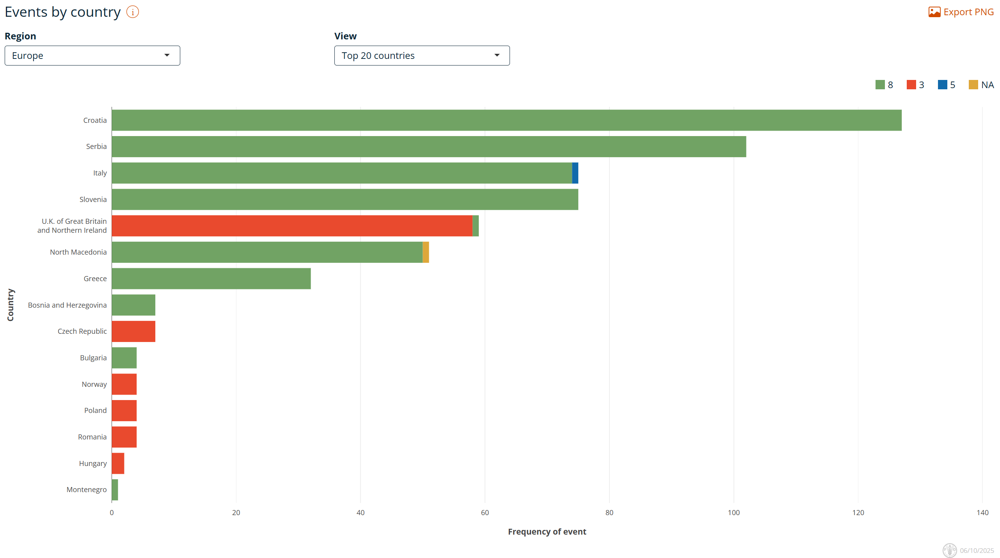 Events by country
Export PNG
Region
View
Europe
Top 20 countries
8
3
5
NA
Croatia
Serbia
Italy
Slovenia
U.K. of Great Britain
and Northern Ireland
North Macedonia
Greece
Bosnia and Herzegovina
Czech Republic
Bulgaria
Norway
Poland
Romania
Hungary
Montenegro
Country
0
20
40
60
80
100
120
140
Frequency of event
06/10/2025